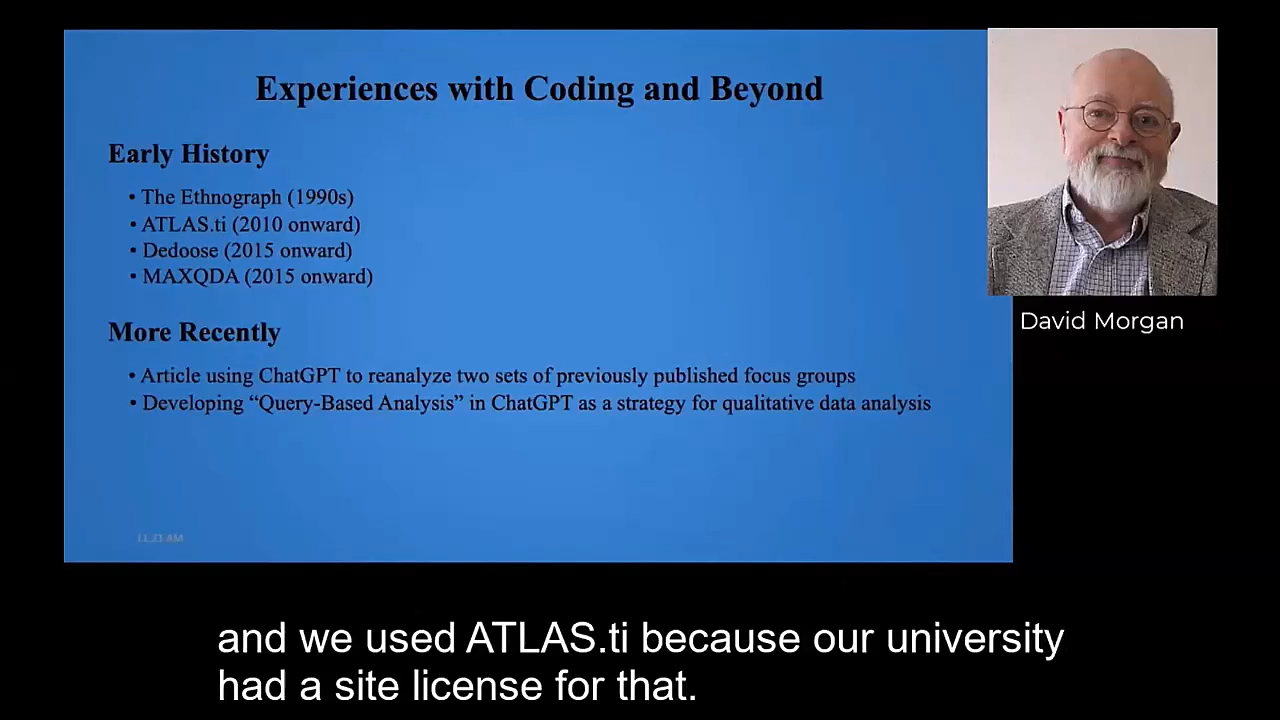 Experiences with Coding and Beyond
Early History
• The Ethnograph (1990s)
• ATLAS.ti (2010 onward)
• Dedoose (2015 onward)
• MAXQDA (2015 onward)
More Recently
• Article using ChatGPT to reanalyze two sets of previously published focus groups
• Developing “Query-Based Analysis” in ChatGPT as a strategy for qualitative data analysis
11:23 AM
David Morgan
and we used ATLAS.ti because our university
had a site license for that.